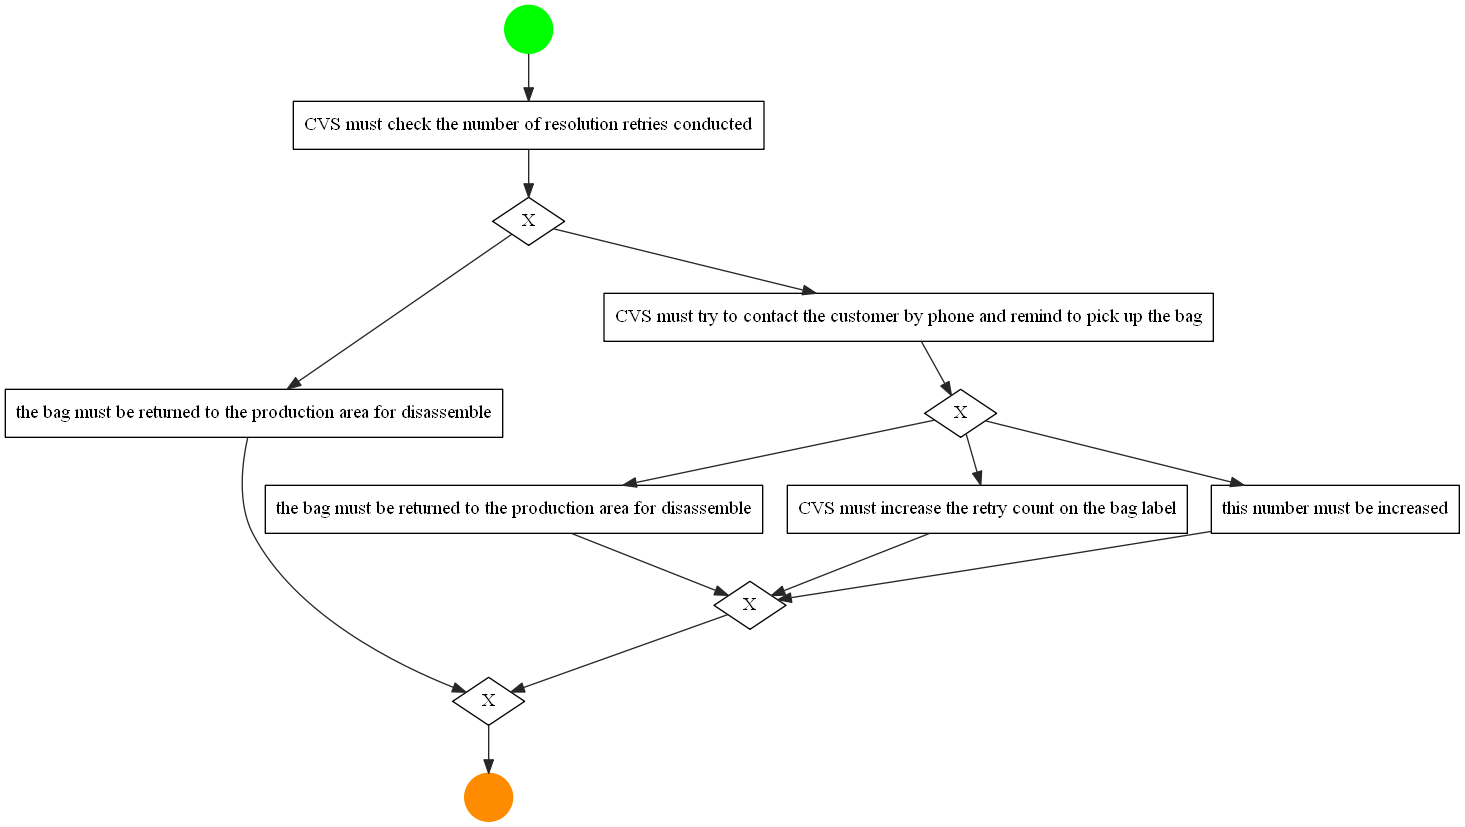 CVS must check the number of resolution retries conducted
X
CVS must try to contact the customer by phone and remind to pick up the bag
the bag must be returned to the production area for disassemble
X
the bag must be returned to the production area for disassemble
CVS must increase the retry count on the bag label
this number must be increased
X
X